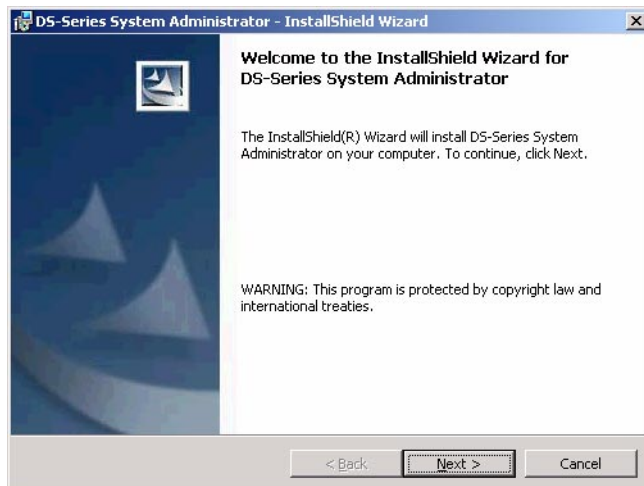 DS-Series System Administrator - InstallShield Wizard
Welcome to the InstallShield Wizard for
DS-Series System Administrator
The InstallShield(R) Wizard will install DS-Series System
Administrator on your computer. To continue, click Next.
WARNING: This program is protected by copyright law and
international treaties.
< Back
Next >
Cancel